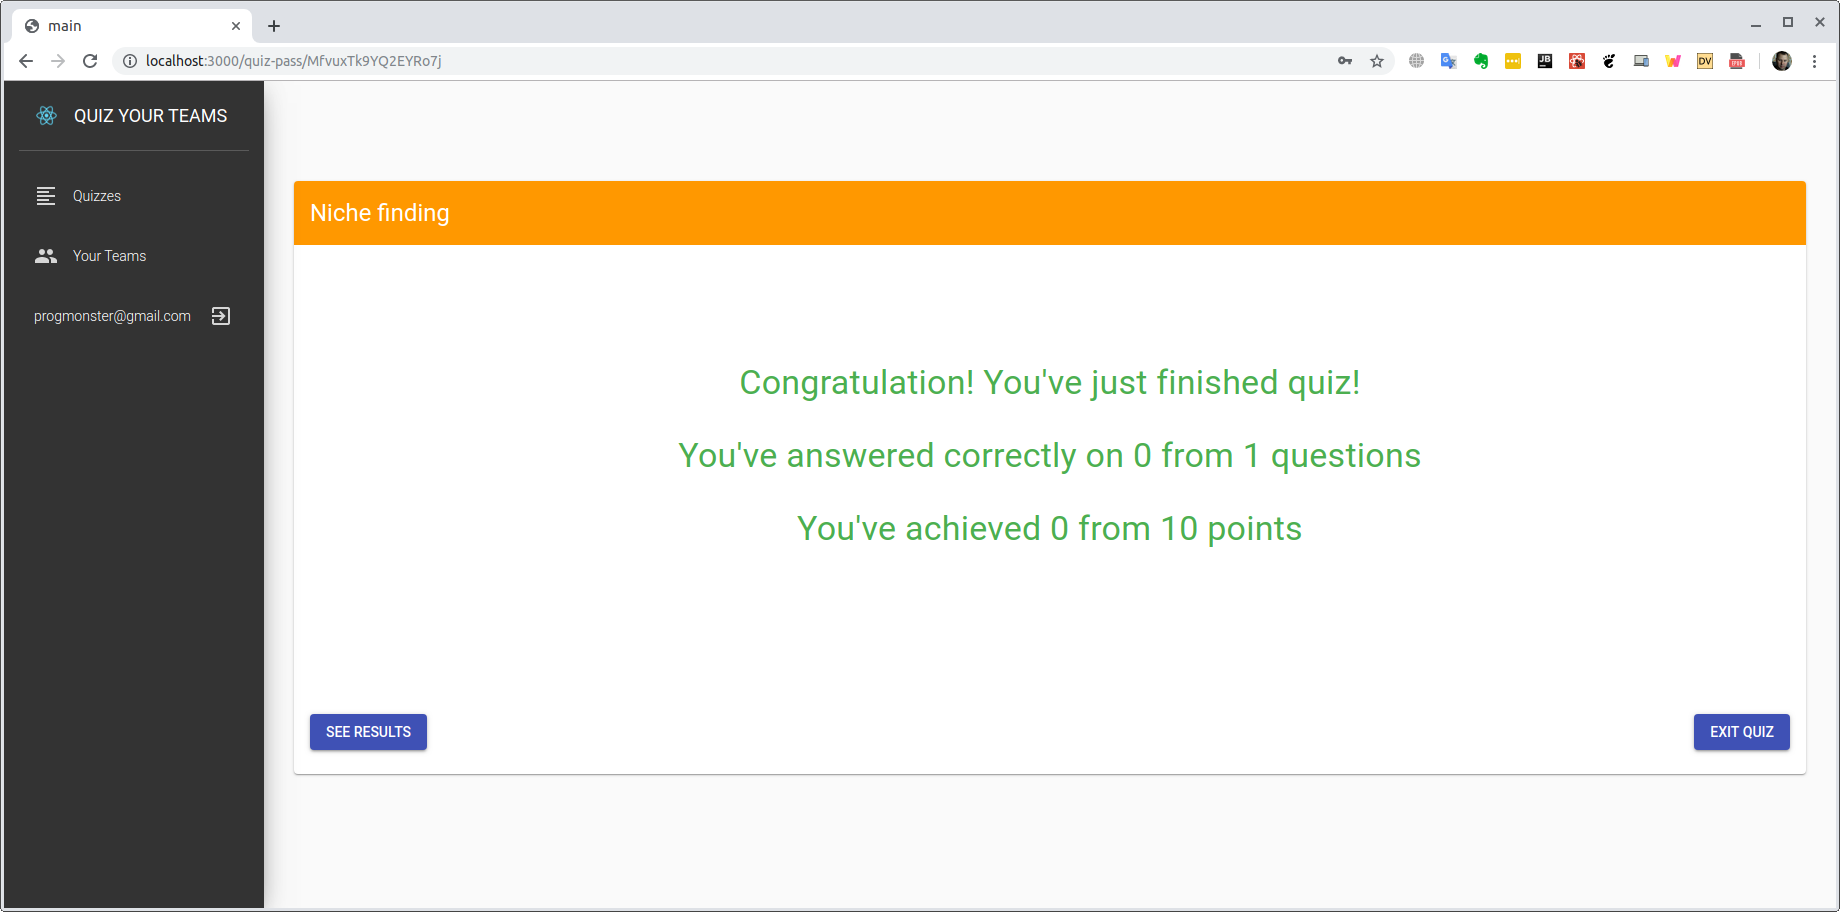 main
localhost:3000/quiz-pass/MfvuxTk9YQ2EYRo7j
JB
DV
QUIZ YOUR TEAMS
Quizzes
Your Teams
progmonster@gmail.com
Niche finding
Congratulation! You've just finished quiz!
You've answered correctly on 0 from 1 questions
You've achieved 0 from 10 points
SEE RESULTS
EXIT QUIZ